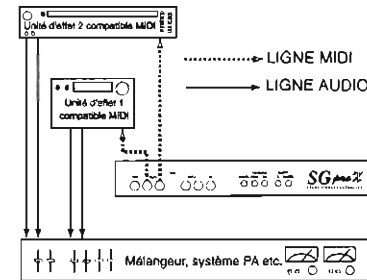 Unité d'effet 2 compatible MIDI
LIGNE MIDI
LIGNE AUDIO
Unité d'effet 1
compatible MIDI
SG proX
Mélangeur, système PA etc.